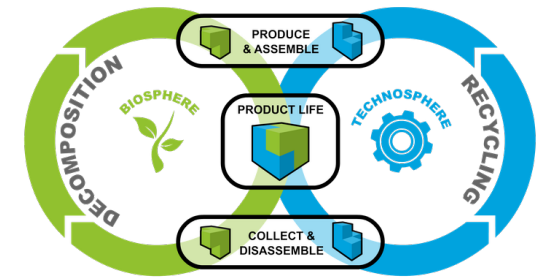 PRODUCE
& ASSEMBLE
DECOMPOSITION
BIOSPHERE
PRODUCT LIFE
TECHNOSPHERE
RECYCLING
COLLECT &
DISASSEMBLE